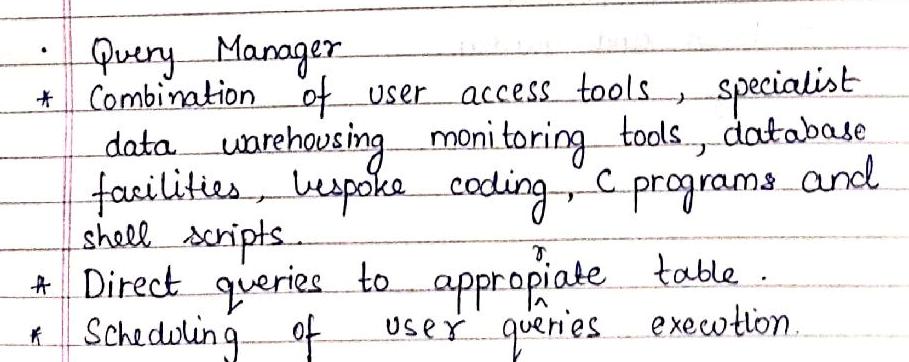 · Query Manager
* Combination of user access tools, specialist
data warehousing monitoring tools, database
facilities, bespoke coding, C programs and
shell scripts.
* Direct queries to appropriate table.
* Scheduling of user queries execution.